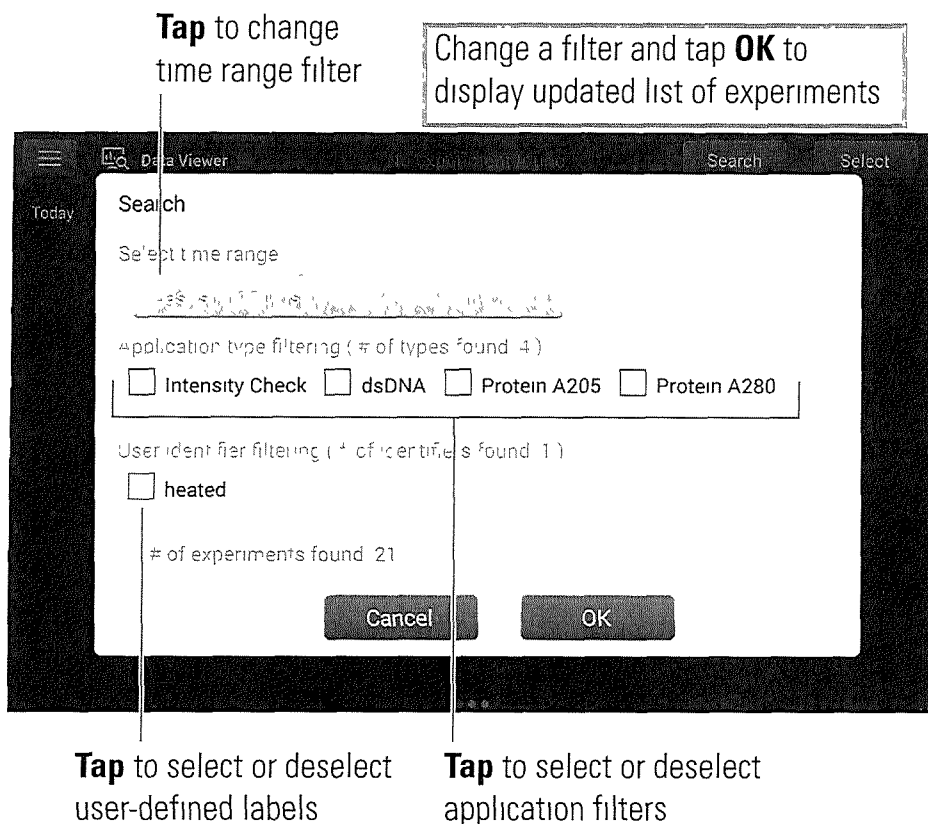 Tap to change
time range filter
Change a filter and tap OK to
display updated list of experiments
Data Viewer
Search
Select
Today
Search
Select time range
Application type filtering ( # of types found 4 )
Intensity Check
dsDNA
Protein A205
Protein A280
User identifier filtering ( # of identifiers found 1 )
heated
# of experiments found 21
Cancel
OK
Tap to select or deselect
user-defined labels
Tap to select or deselect
application filters